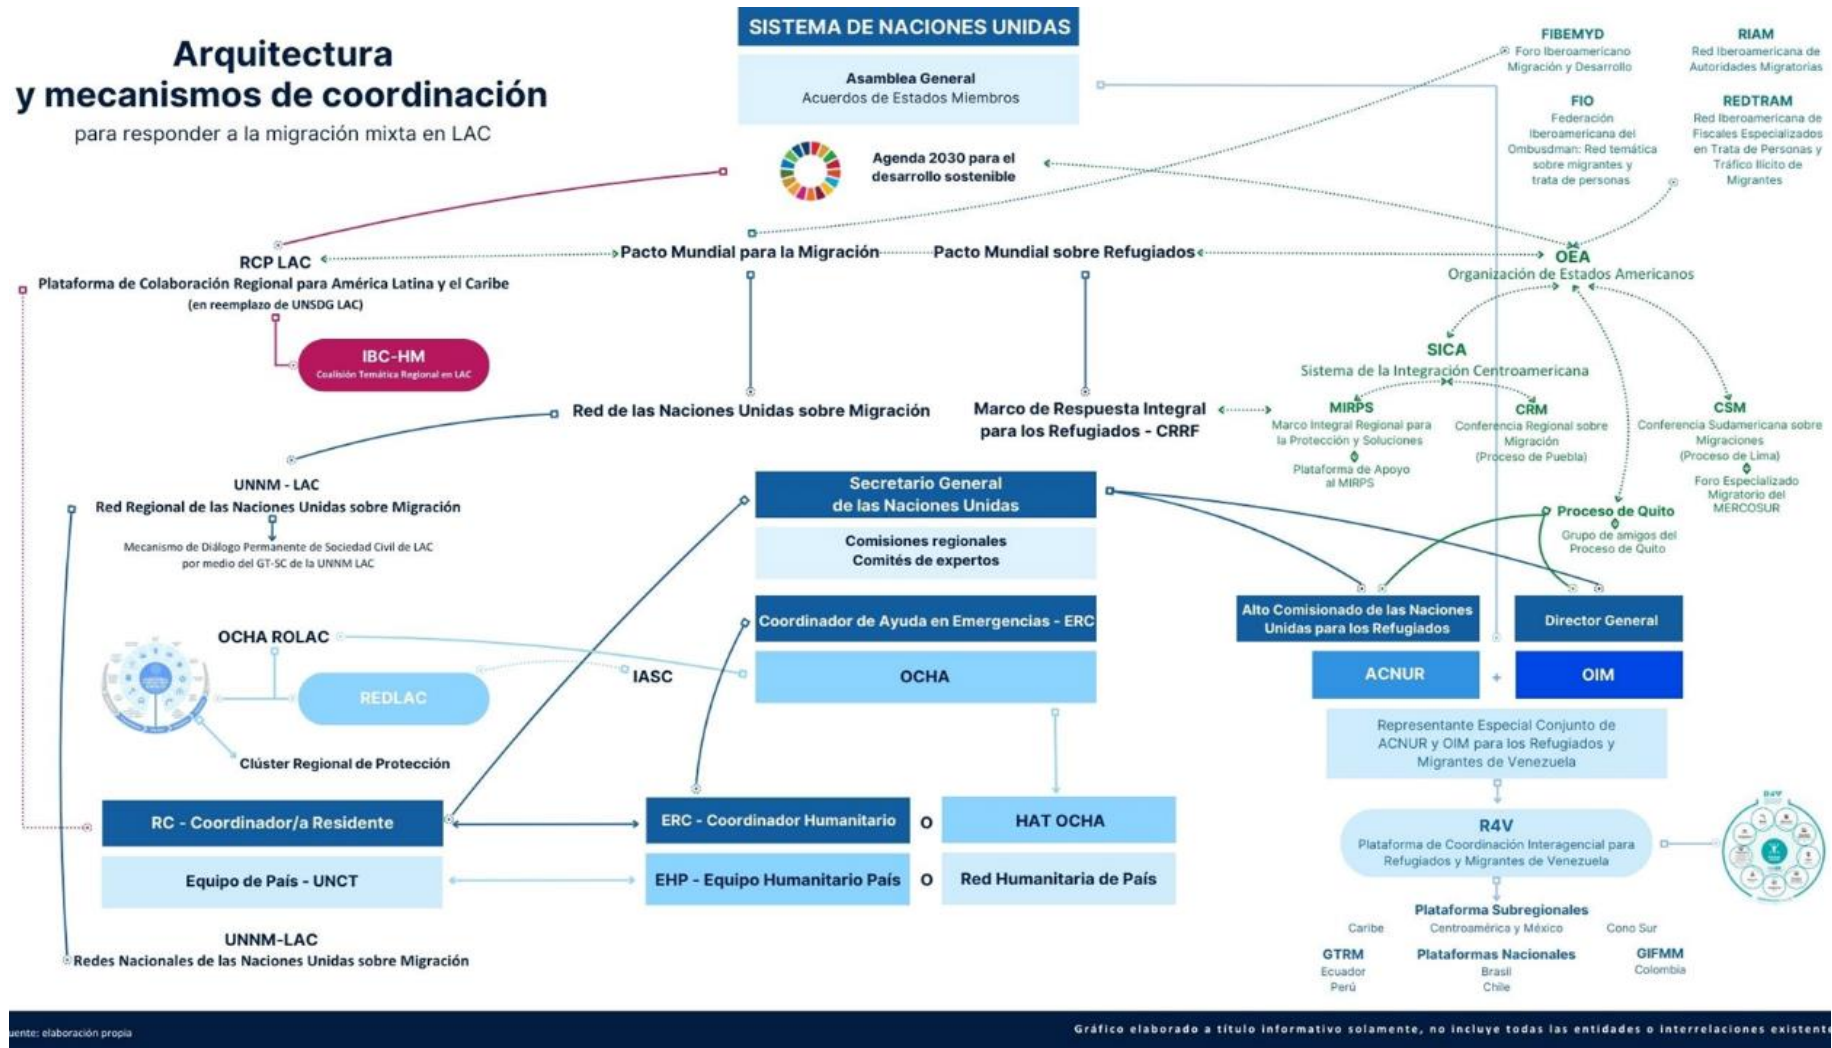 Arquitectura
y mecanismos de coordinación
para responder a la migración mixta en LAC
SISTEMA DE NACIONES UNIDAS
Asamblea General
Acuerdos de Estados Miembros
Agenda 2030 para el
desarrollo sostenible
FIBEMYD
Foro Iberoamericano
Migración y Desarrollo
RIAM
Red Iberoamericana de
Autoridades Migratorias
FIO
Federación
Iberoamericana del
Ombusdman: Red temática
sobre migrantes y
trata de personas
REDTRAM
Red Iberoamericana de
Fiscales Especializados
en Trata de Personas y
Tráfico Ilícito de
Migrantes
RCP LAC
Plataforma de Colaboración Regional para América Latina y el Caribe
(en reemplazo de UNSDG LAC)
Pacto Mundial para la Migración
Pacto Mundial sobre Refugiados
OEA
Organización de Estados Americanos
IBC-HM
Coalisión Temática Regional en LAC
SICA
Sistema de la Integración Centroamericana
Red de las Naciones Unidas sobre Migración
Marco de Respuesta Integral
para los Refugiados - CRRF
MIRPS
Marco Integral Regional para
la Protección y Soluciones
Plataforma de Apoyo
al MIRPS
CRM
Conferencia Regional sobre
Migración
(Proceso de Puebla)
CSM
Conferencia Sudamericana sobre
Migraciones
(Proceso de Lima)
Foro Especializado
Migratorio del
MERCOSUR
UNNM - LAC
Red Regional de las Naciones Unidas sobre Migración
Mecanismo de Diálogo Permanente de Sociedad Civil de LAC
por medio del GT-SC de la UNNM LAC
Secretario General
de las Naciones Unidas
Comisiones regionales
Comités de expertos
Proceso de Quito
Grupo de amigos del
Proceso de Quito
Coordinador de Ayuda en Emergencias - ERC
OCHA
Alto Comisionado de las Naciones
Unidas para los Refugiados
Director General
ACNUR
+
OIM
OCHA ROLAC
REDLAC
IASC
Clúster Regional de Protección
Representante Especial Conjunto de
ACNUR y OIM para los Refugiados y
Migrantes de Venezuela
RC - Coordinador/a Residente
ERC - Coordinador Humanitario
O
HAT OCHA
Equipo de País - UNCT
EHP - Equipo Humanitario País
O
Red Humanitaria de País
R4V
Plataforma de Coordinación Interagencial para
Refugiados y Migrantes de Venezuela
R4V
Plataforma Subregionales
Caribe
Centroamérica y México
Cono Sur
GTRM
Ecuador
Perú
Plataformas Nacionales
Brasil
Chile
GIFMM
Colombia
UNNM-LAC
Redes Nacionales de las Naciones Unidas sobre Migración
uente: elaboración propia
Gráfico elaborado a título informativo solamente, no incluye todas las entidades o interrelaciones existent